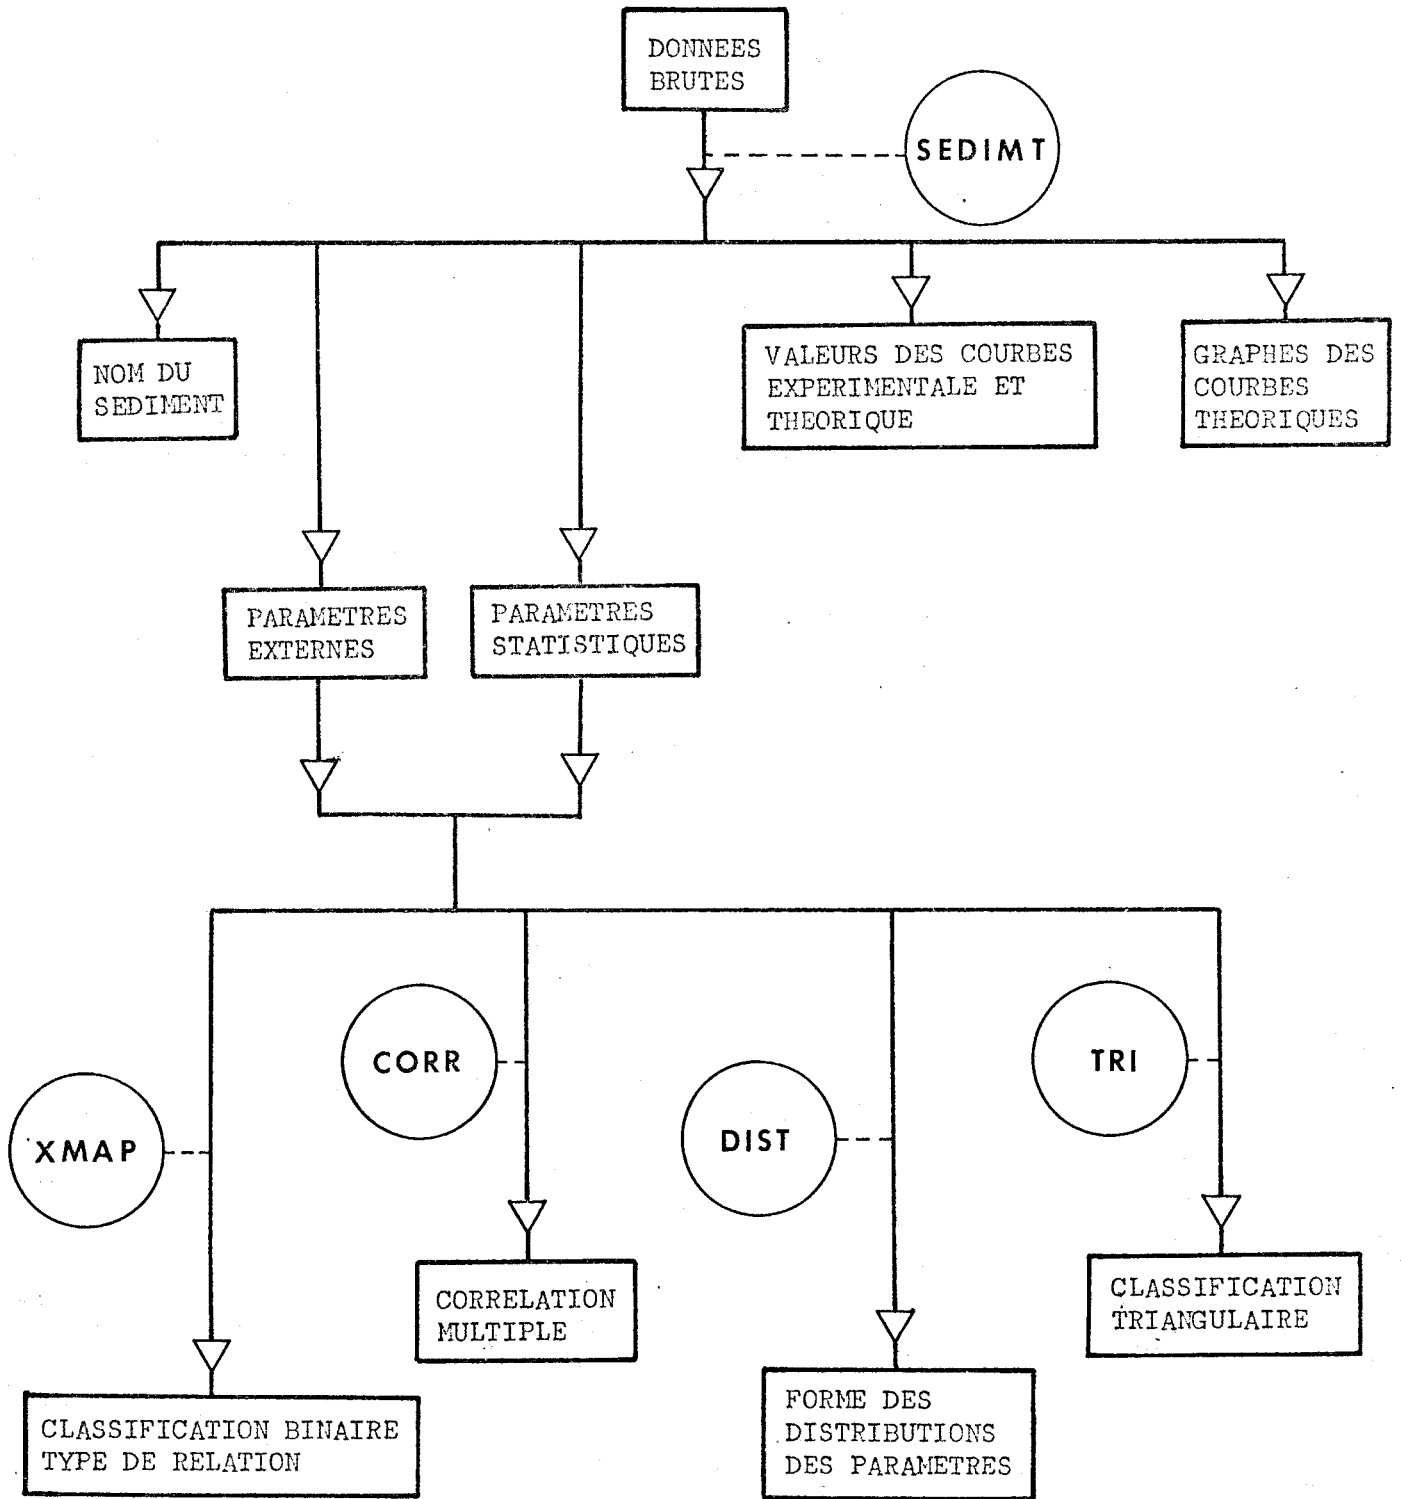 DONNEES
BRUTES
SEDIMT
NOM DU
SEDIMENT
VALEURS DES COURBES
EXPERIMENTALE ET
THEORIQUE
GRAPHES DES
COURBES
THEORIQUES
PARAMETRES
EXTERNES
PARAMETRES
STATISTIQUES
XMAP
CORR
DIST
TRI
CORRELATION
MULTIPLE
CLASSIFICATION
TRIANGULAIRE
CLASSIFICATION BINAIRE
TYPE DE RELATION
FORME DES
DISTRIBUTIONS
DES PARAMETRES